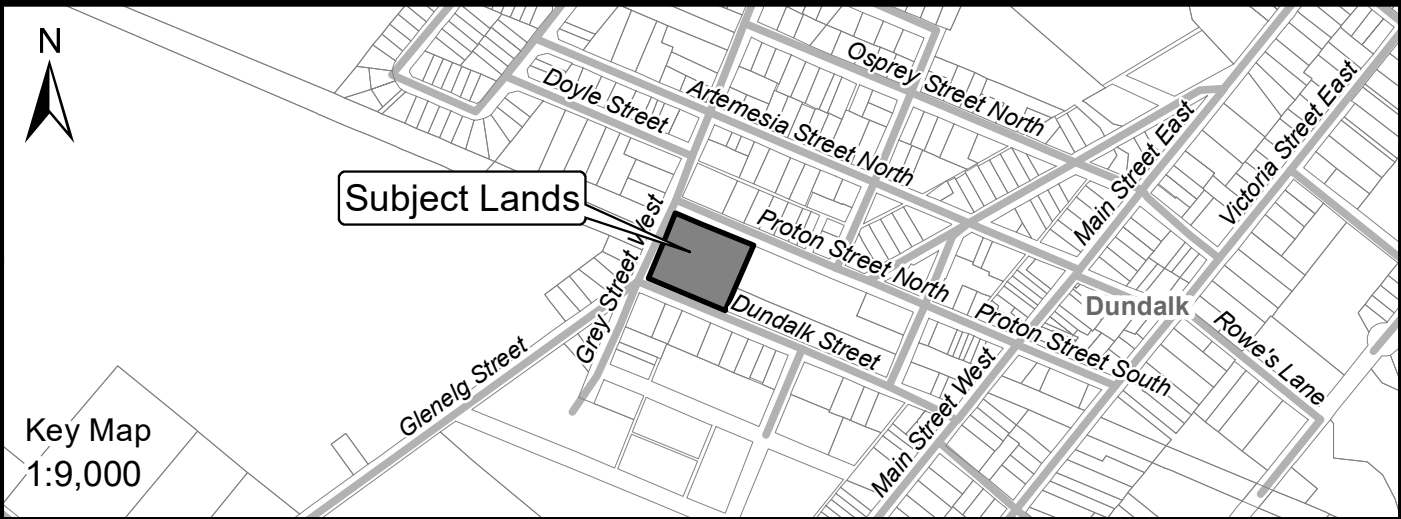 N
Osprey Street North
Doyle Street
Artemesia Street North
Main Street East
Victoria Street East
Subject Lands
Proton Street North
Grey Street West
Dundalk
Dundalk Street
Proton Street South
Rowe's Lane
Glenelg Street
Main Street West
Key Map
1:9,000